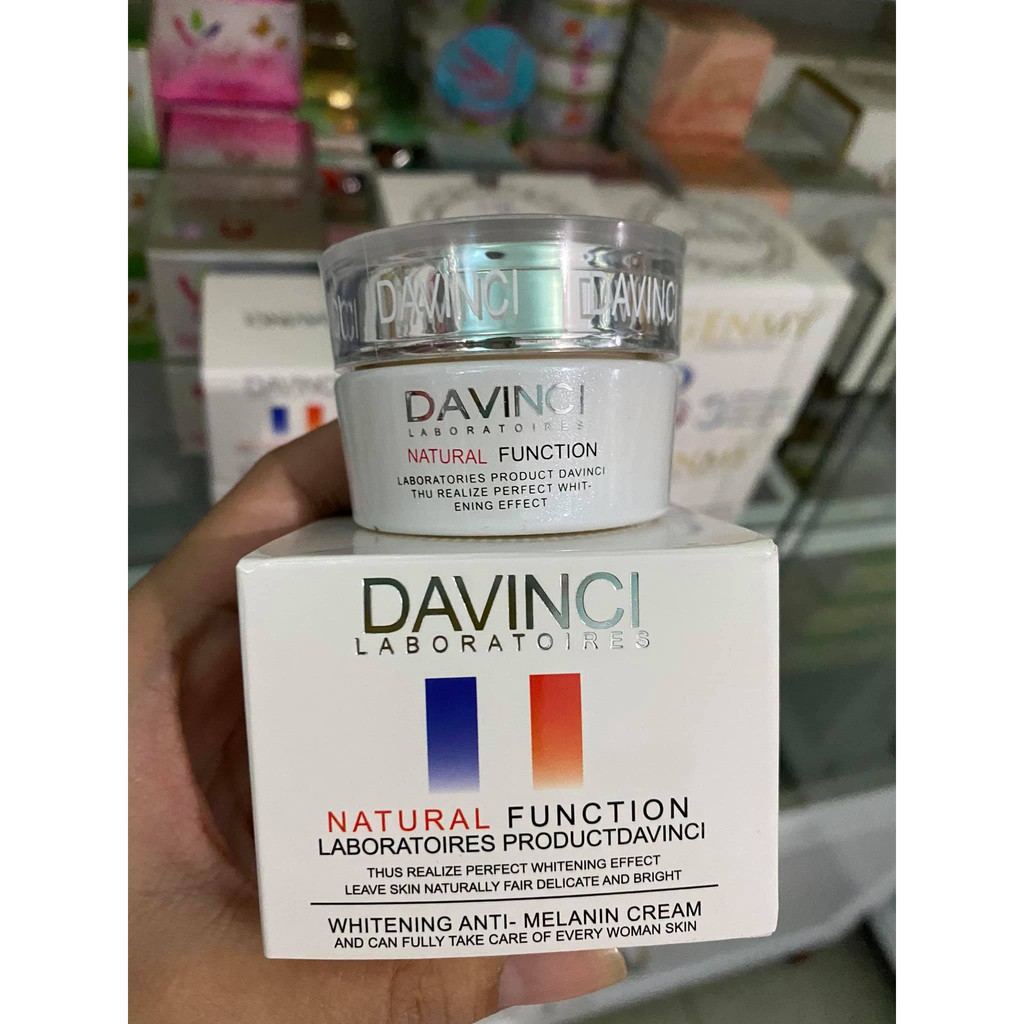 DAVINCI DAVINCI
DAVINCI
LABORATOIRES
NATURAL FUNCTION
LABORATORIES PRODUCT DAVINCI
THU REALIZE PERFECT WHIT-
ENING EFFECT
DAVINCI
LABORATOIRES
NATURAL FUNCTION
LABORATOIRES PRODUCTDAVINCI
THUS REALIZE PERFECT WHITENING EFFECT
LEAVE SKIN NATURALLY FAIR DELICATE AND BRIGHT
WHITENING ANTI- MELANIN CREAM
AND CAN FULLY TAKE CARE OF EVERY WOMAN SKIN
DAVINCI